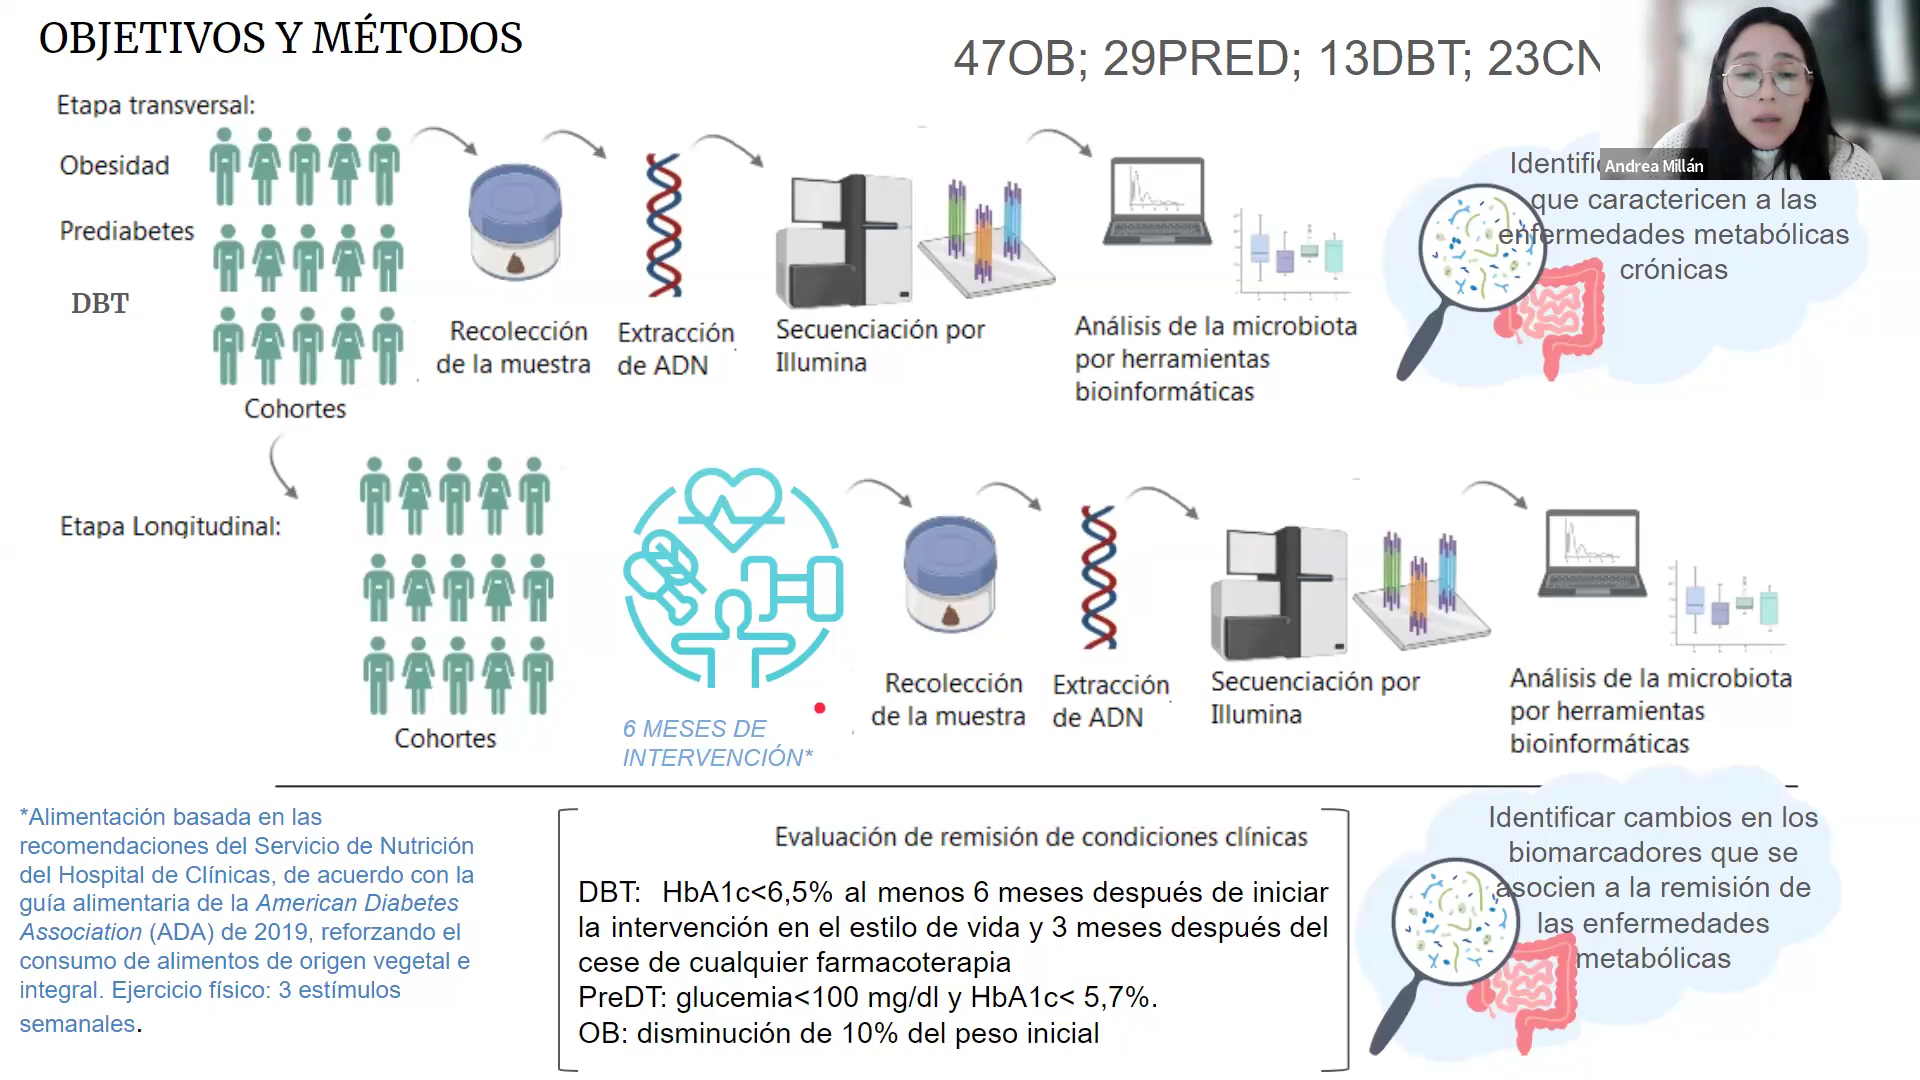 OBJETIVOS Y MÉTODOS
47OB; 29PRED; 13DBT; 23CN
Andrea Millán
Etapa transversal:
Obesidad
Prediabetes
DBT
Cohortes
Recolección
de la muestra
Extracción
de ADN
Secuenciación por
Illumina
Análisis de la microbiota
por herramientas
bioinformáticas
que caractericen a las
enfermedades metabólicas
crónicas
Etapa Longitudinal:
Cohortes
6 MESES DE
INTERVENCIÓN*
Recolección
de la muestra
Extracción
de ADN
Secuenciación por
Illumina
Análisis de la microbiota
por herramientas
bioinformáticas
*Alimentación basada en las
recomendaciones del Servicio de Nutrición
del Hospital de Clínicas, de acuerdo con la
guía alimentaria de la American Diabetes
Association (ADA) de 2019, reforzando el
consumo de alimentos de origen vegetal e
integral. Ejercicio físico: 3 estímulos
semanales.
Evaluación de remisión de condiciones clínicas
DBT: HbA1c<6,5% al menos 6 meses después de iniciar
la intervención en el estilo de vida y 3 meses después del
cese de cualquier farmacoterapia
PreDT: glucemia<100 mg/dl y HbA1c< 5,7%.
OB: disminución de 10% del peso inicial
Identificar cambios en los
biomarcadores que se
asocien a la remisión de
las enfermedades
metabólicas